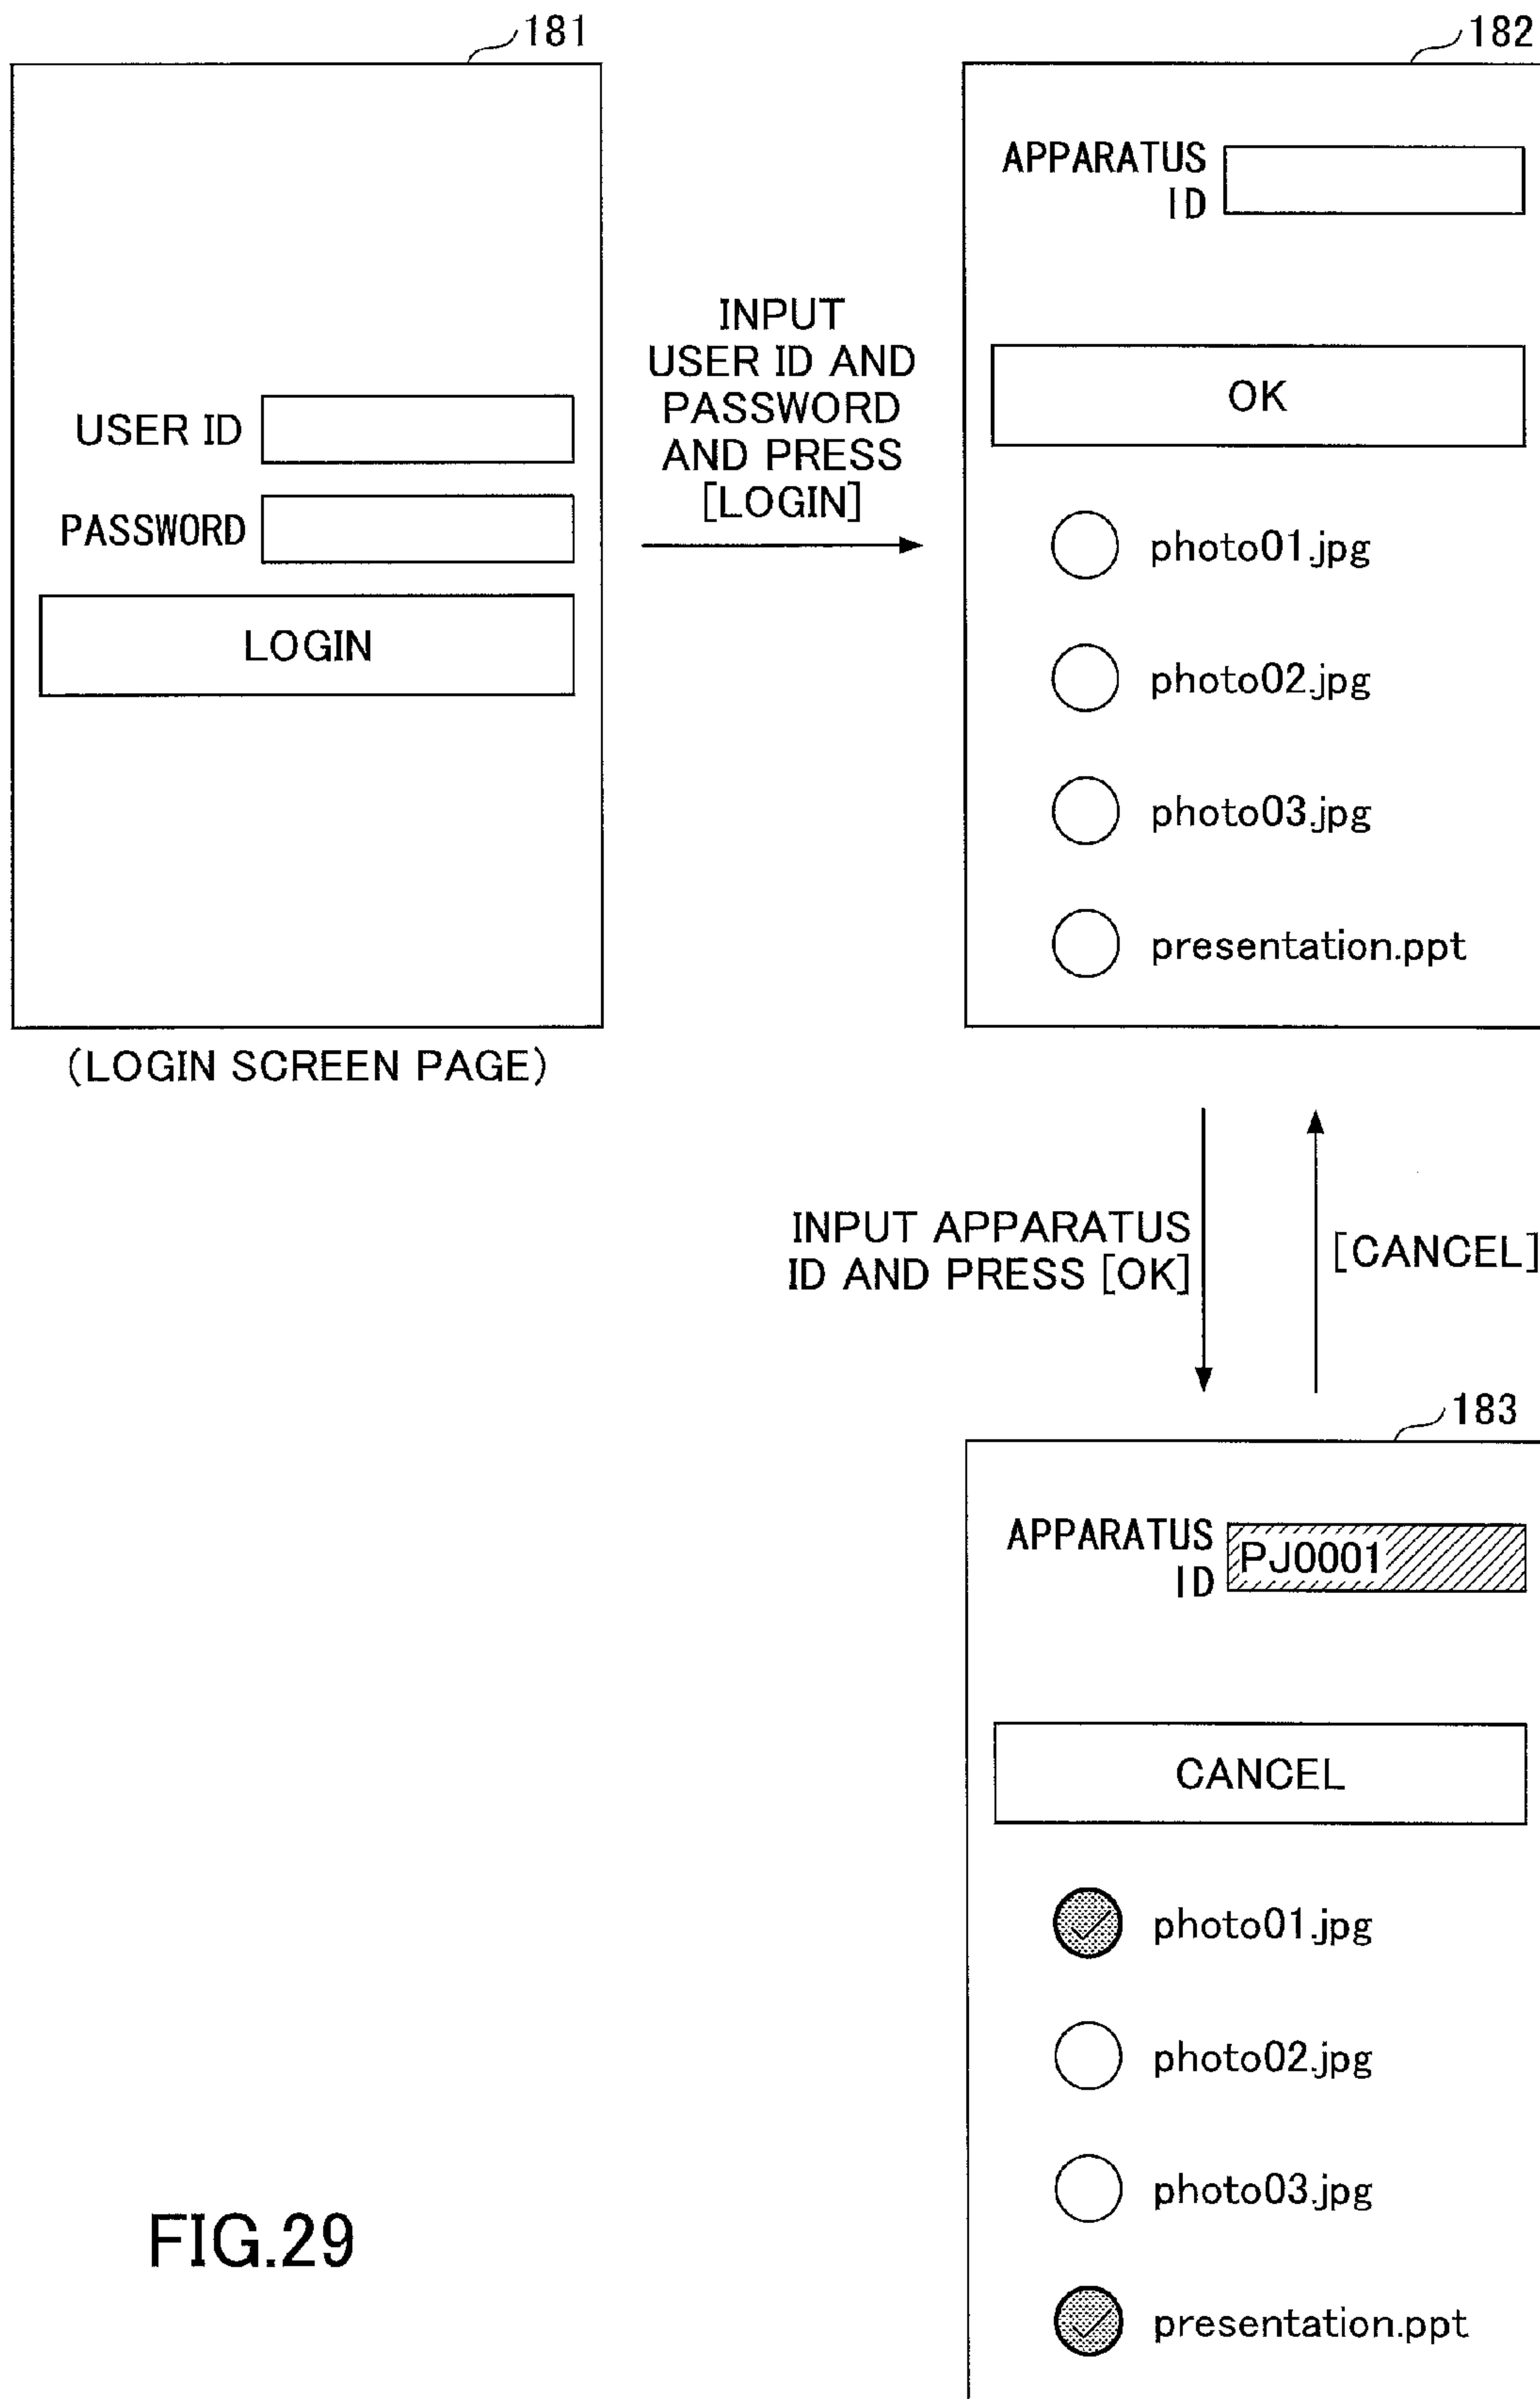 181
USER ID
PASSWORD
LOGIN
(LOGIN SCREEN PAGE)
INPUT
USER ID AND
PASSWORD
AND PRESS
[LOGIN]
182
APPARATUS
ID
OK
photo01.jpg
photo02.jpg
photo03.jpg
presentation.ppt
INPUT APPARATUS
ID AND PRESS [OK]
[CANCEL]
183
APPARATUS
ID
PJ0001
CANCEL
photo01.jpg
photo02.jpg
photo03.jpg
presentation.ppt
FIG.29